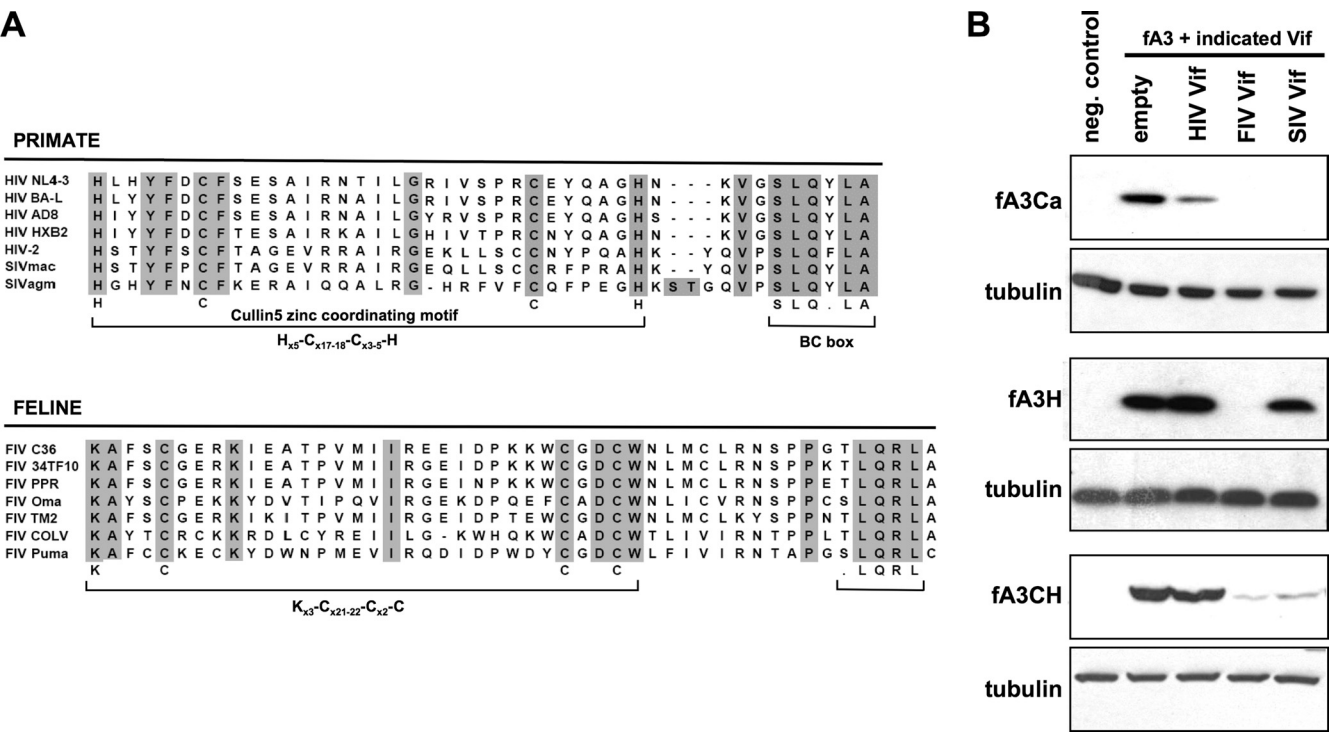 A
PRIMATE
HIV NL4-3 H L H Y F D C F S E S A I R N T I L G R I V S P R C E Y Q A G H N - - - K V G S L Q Y L A
HIV BA-L H L Y Y F D C F S E S A I R N A I L G R I V S P R C E Y Q A G H N - - - K V G S L Q Y L A
HIV AD8 H I Y Y F D C F S E S A I R N A I L G Y R V S P R C E Y Q A G H S - - - K V G S L Q Y L A
HIV HXB2 H I Y Y F D C F T E S A I R K A I L G H I V T P R C N Y Q A G H N - - - K V G S L Q Y L A
HIV-2 H S T Y F S C F T A G E V R R A I R G E K L L S C C N Y P Q A H K - - Y Q V P S L Q F L A
SIVmac H S T Y F P C F T A G E V R R A I R G E Q L L S C C R F P R A H K - - Y Q V P S L Q Y L A
SIVagm H G H Y F N C F K E R A I Q Q A L R G - H R F V F C Q F P E G H K S T G Q V P S L Q Y L A
H C C H S L Q . L A
Cullin5 zinc coordinating motif
Hx5-Cx17-18-Cx3-5-H
BC box
FELINE
FIV C36 K A F S C G E R K I E A T P V M I I R E E I D P K K W C G D C W N L M C L R N S P P G T L Q R L A
FIV 34TF10 K A F S C G E R K I E A T P V M I I R G E I D P K K W C G D C W N L M C L R N S P P K T L Q R L A
FIV PPR K A F S C G E R K I E A T P V M I I R G E I N P K K W C G D C W N L M C L R N S P P E T L Q R L A
FIV Oma K A Y S C P E K K Y D V T I P Q V I R G E K D P Q E F C A D C W N L I C V R N S P P C S L Q R L A
FIV TM2 K A F S C G E R K I K I T P V M I I R G E I D P T E W C G D C W N L M C L K Y S P P N T L Q R L A
FIV COLV K A Y T C R C K K R D L C Y R E I I L G - K W H Q K W C A D C W T L V I V I R N T P P L T L Q R L A
FIV Puma K A F C C K E C K Y D W N P M E V I R Q D I D P W D Y C G D C W L F I V I R N T A P G S L Q R L C
K C C C . L Q R L
Kx3-Cx21-22-Cx2-C
B
neg. control
fA3 + indicated Vif
empty
HIV Vif
FIV Vif
SIV Vif
fA3Ca
tubulin
fA3H
tubulin
fA3CH
tubulin